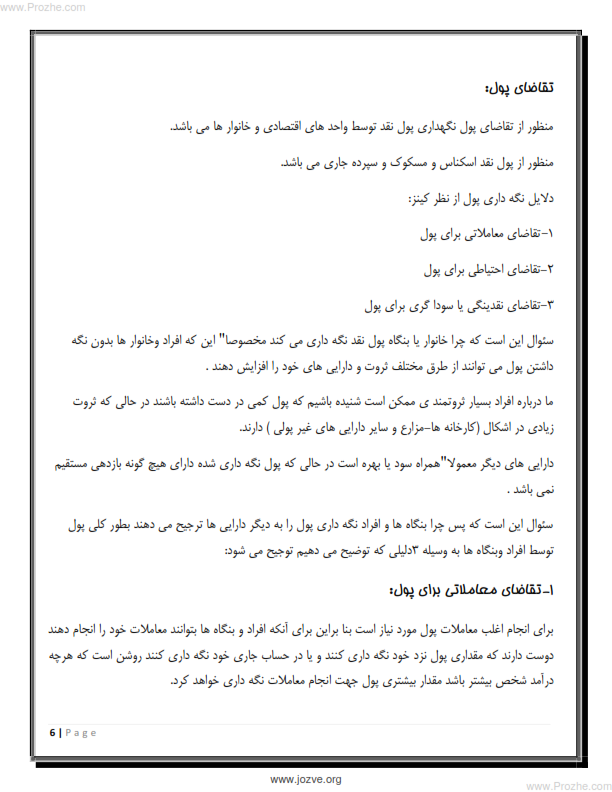 www.Prozhe.com
تقاضای پول:
منظور از تقاضای پول نگهداری پول نقد توسط واحد های اقتصادی و خانوار ها می باشد.
منظور از پول نقد اسکناس و مسکوک و سپرده جاری می باشد.
دلایل نگه داری پول از نظر کینز:
۱-تقاضای معاملاتی برای پول
۲-تقاضای احتیاطی برای پول
۳-تقاضای نقدینگی یا سودا گری برای پول
سئوال این است که چرا خانوار یا بنگاه پول نقد نگه داری می کند مخصوصا" این که افراد وخانوار ها بدون نگه
داشتن پول می توانند از طرق مختلف ثروت و دارایی های خود را افزایش دهند .
ما درباره افراد بسیار ثروتمند ی ممکن است شنیده باشیم که پول کمی در دست داشته باشند در حالی که ثروت
زیادی در اشکال (کارخانه ها-مزارع و سایر دارایی های غیر پولی ) دارند.
دارایی های دیگر معمولا"همراه سود یا بهره است در حالی که پول نگه داری شده دارای هیچ گونه بازدهی مستقیم
نمی باشد .
سئوال این است که پس چرا بنگاه ها و افراد نگه داری پول را به دیگر دارایی ها ترجیح می دهند بطور کلی پول
توسط افراد وبنگاه ها به وسیله ۳دلیلی که توضیح می دهیم توجیح می شود:
۱-تقاضای معاملاتی برای پول:
برای انجام اغلب معاملات پول مورد نیاز است بنا براین برای آنکه افراد و بنگاه ها بتوانند معاملات خود را انجام دهند
دوست دارند که مقداری پول نزد خود نگه داری کنند و یا در حساب جاری خود نگه داری کنند روشن است که هرچه
درآمد شخص بیشتر باشد مقدار بیشتری پول جهت انجام معاملات نگه داری خواهد کرد.
6 | Page
www.jozve.org
www.Prozhe.com